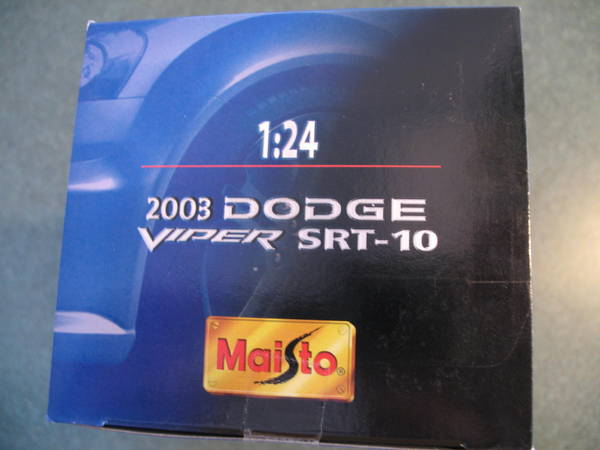 1:24
2003 DODGE
VIPER SRT-10
Maisto®